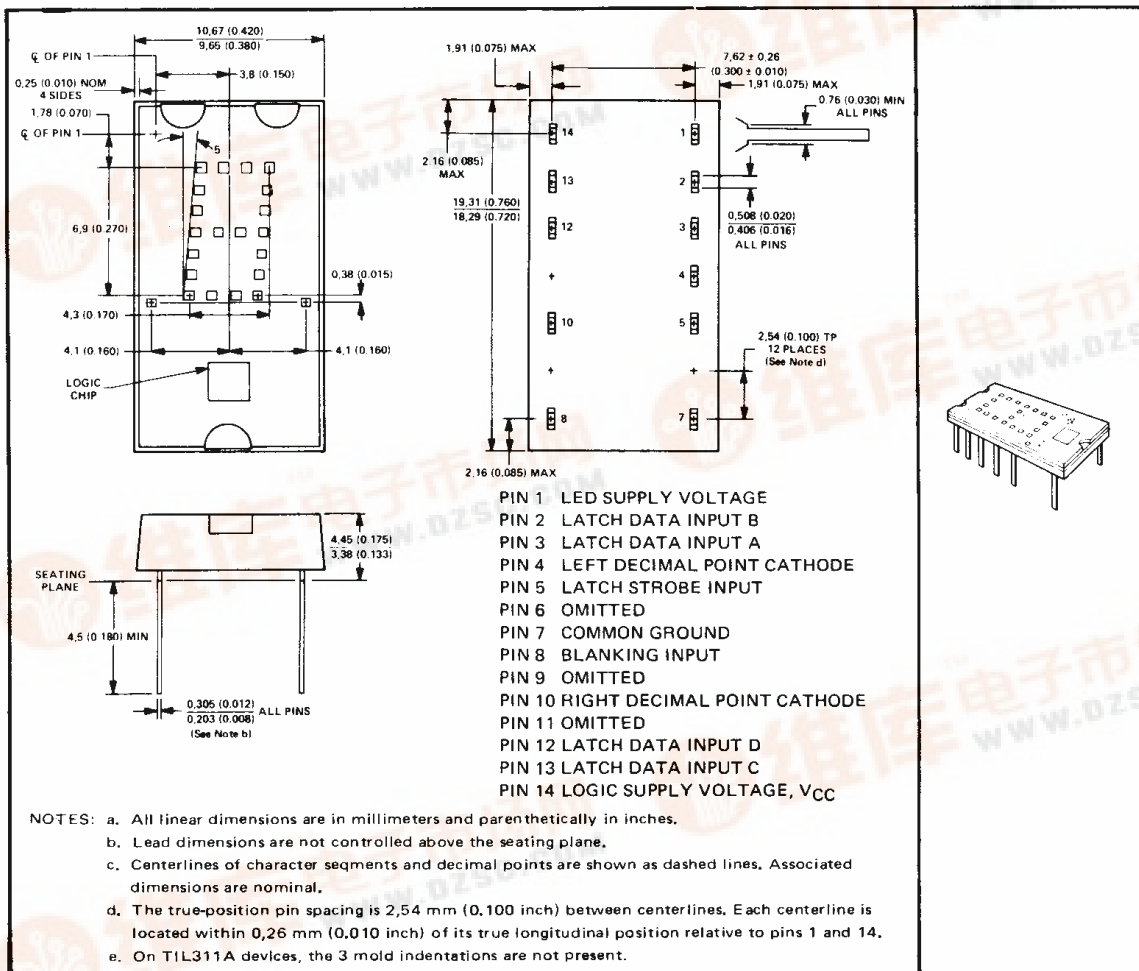 10,67 (0.420)
9,65 (0.380)
℄ OF PIN 1
3,8 (0.150)
0,25 (0.010) NOM
4 SIDES
1,78 (0.070)
℄ OF PIN 1
5
6,9 (0.270)
0,38 (0.015)
4,3 (0.170)
4,1 (0.160)
4,1 (0.160)
LOGIC
CHIP
1,91 (0.075) MAX
7,62 ± 0,26
(0.300 ± 0.010)
1,91 (0.075) MAX
0,76 (0.030) MIN
ALL PINS
2,16 (0.085)
MAX
14
1
13
2
19,31 (0.760)
18,29 (0.720)
0,508 (0.020)
0,406 (0.016)
ALL PINS
12
3
4
10
5
2,54 (0.100) TP
12 PLACES
(See Note d)
8
7
2,16 (0.085) MAX
4,45 (0.175)
3,38 (0.133)
SEATING
PLANE
4,5 (0.180) MIN
0,305 (0.012)
0,203 (0.008)
ALL PINS
(See Note b)
PIN 1 LED SUPPLY VOLTAGE
PIN 2 LATCH DATA INPUT B
PIN 3 LATCH DATA INPUT A
PIN 4 LEFT DECIMAL POINT CATHODE
PIN 5 LATCH STROBE INPUT
PIN 6 OMITTED
PIN 7 COMMON GROUND
PIN 8 BLANKING INPUT
PIN 9 OMITTED
PIN 10 RIGHT DECIMAL POINT CATHODE
PIN 11 OMITTED
PIN 12 LATCH DATA INPUT D
PIN 13 LATCH DATA INPUT C
PIN 14 LOGIC SUPPLY VOLTAGE, VCC
NOTES: a. All linear dimensions are in millimeters and parenthetically in inches.
b. Lead dimensions are not controlled above the seating plane.
c. Centerlines of character segments and decimal points are shown as dashed lines. Associated
dimensions are nominal.
d. The true-position pin spacing is 2,54 mm (0.100 inch) between centerlines. Each centerline is
located within 0,26 mm (0.010 inch) of its true longitudinal position relative to pins 1 and 14.
e. On TIL311A devices, the 3 mold indentations are not present.
维库电子市场网
WWW.DZSC.COM